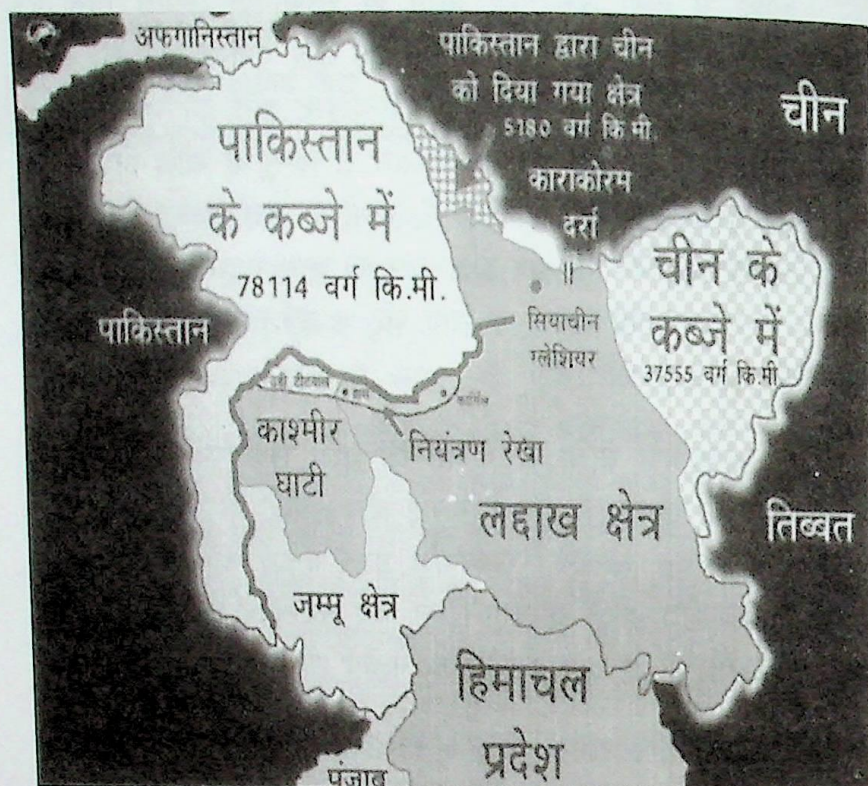 अफगानिस्तान
पाकिस्तान द्वारा चीन
को दिया गया क्षेत्र
5180 वर्ग कि.मी.
चीन
पाकिस्तान
के कब्जे में
78114 वर्ग कि.मी.
काराकोरम
दर्रा
चीन के
कब्जे में
37555 वर्ग कि.मी
पाकिस्तान
सियाचीन
ग्लेशियर
काश्मीर
घाटी
नियंत्रण रेखा
लद्दाख क्षेत्र
तिब्बत
जम्मू क्षेत्र
हिमाचल
प्रदेश
पंजाब